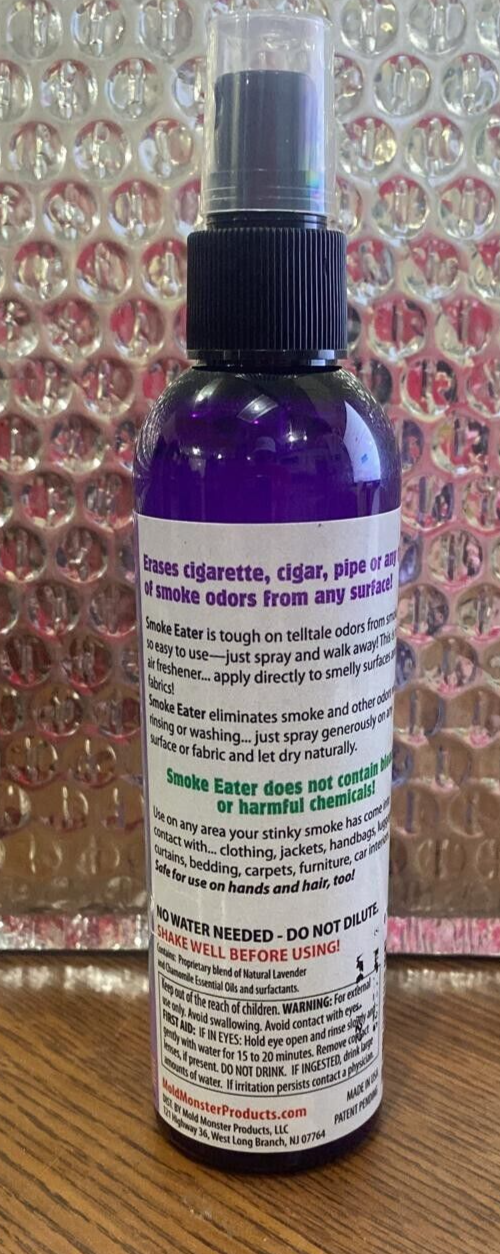 Erases cigarette, cigar, pipe or any
of smoke odors from any surface!
Smoke Eater is tough on telltale odors from
so easy to use—just spray and walk away! This is
air freshener... apply directly to smelly surfaces
fabrics!
Smoke Eater eliminates smoke and other odors
rinsing or washing... just spray generously on any
surface or fabric and let dry naturally.
Smoke Eater does not contain
or harmful chemicals!
Use on any area your stinky smoke has come
contact with... clothing, jackets, handbags,
curtains, bedding, carpets, furniture, car
Safe for use on hands and hair, too!
NO WATER NEEDED - DO NOT DILUTE.
SHAKE WELL BEFORE USING!
Contains: Proprietary blend of Natural Lavender
and Chamomile Essential Oils and surfactants.
Keep out of the reach of children. WARNING: For external
use only. Avoid swallowing. Avoid contact with eyes.
FIRST AID: IF IN EYES: Hold eye open and rinse slowly and
gently with water for 15 to 20 minutes. Remove contact
lenses, if present. DO NOT DRINK. IF INGESTED, drink large
amounts of water. If irritation persists contact a physician.
MoldMonsterProducts.com
DIST. BY Mold Monster Products, LLC
121 Highway 36, West Long Branch, NJ 07764
MADE IN USA
PATENT PENDING